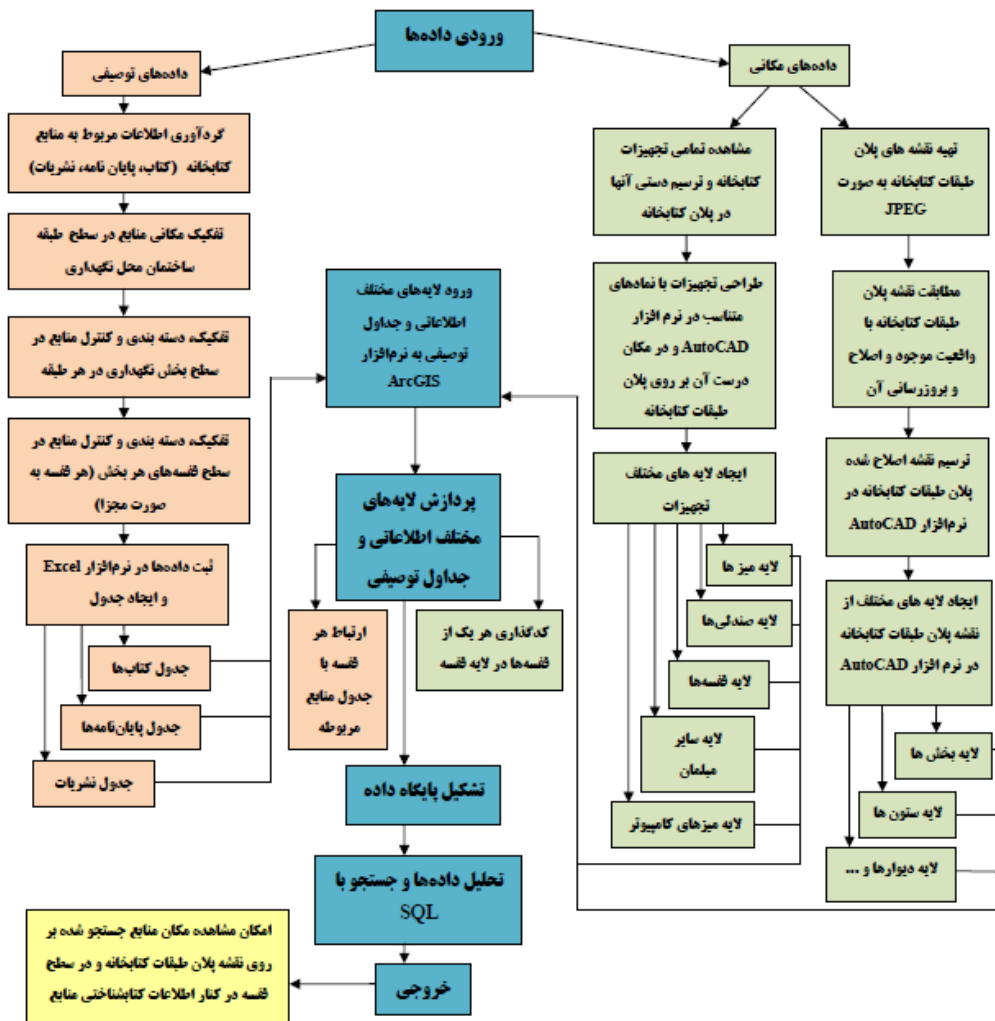 ورودی داده‌ها
داده‌های مکانی
داده‌های توصیفی
تهیه نقشه های پلان
طبقات کتابخانه به صورت
JPEG
مطابقت نقشه پلان
طبقات کتابخانه با
واقعیت موجود و اصلاح
و بروزرسانی آن
ترسیم نقشه اصلاح شده
پلان طبقات کتابخانه در
نرم‌افزار AutoCAD
ایجاد لایه های مختلف از
نقشه پلان طبقات کتابخانه
در نرم افزار AutoCAD
لایه بخش ها
لایه ستون ها
لایه دیوارها و ...
مشاهده تمامی تجهیزات
کتابخانه و ترسیم دستی آنها
در پلان کتابخانه
طراحی تجهیزات با نمادهای
متناسب در نرم افزار
AutoCAD و در مکان
درست آن بر روی پلان
طبقات کتابخانه
ایجاد لایه های مختلف
تجهیزات
لایه میز ها
لایه صندلی‌ها
لایه قفسه‌ها
لایه سایر
مبلمان
لایه میزهای کامپیوتر
گردآوری اطلاعات مربوط به منابع
کتابخانه (کتاب، پایان نامه، نشریات)
تفکیک مکانی منابع در سطح طبقه
ساختمان محل نگهداری
تفکیک، دسته بندی و کنترل منابع در
سطح بخش نگهداری در هر طبقه
تفکیک، دسته بندی و کنترل منابع در
سطح قفسه‌های هر بخش (هر قفسه به
صورت مجزا)
ثبت داده‌ها در نرم‌افزار Excel
و ایجاد جدول
جدول کتاب‌ها
جدول پایان‌نامه‌ها
جدول نشریات
ورود لایه‌های مختلف
اطلاعاتی و جداول
توصیفی به نرم‌افزار
ArcGIS
پردازش لایه‌های
مختلف اطلاعاتی و
جداول توصیفی
کدگذاری هر یک از
قفسه‌ها در لایه قفسه
ارتباط هر
قفسه با
جدول منابع
مربوطه
تشکیل پایگاه داده
تحلیل داده‌ها و جستجو با
SQL
خروجی
امکان مشاهده مکان منابع جستجو شده بر
روی نقشه پلان طبقات کتابخانه و در سطح
قفسه در کنار اطلاعات کتابشناختی منابع